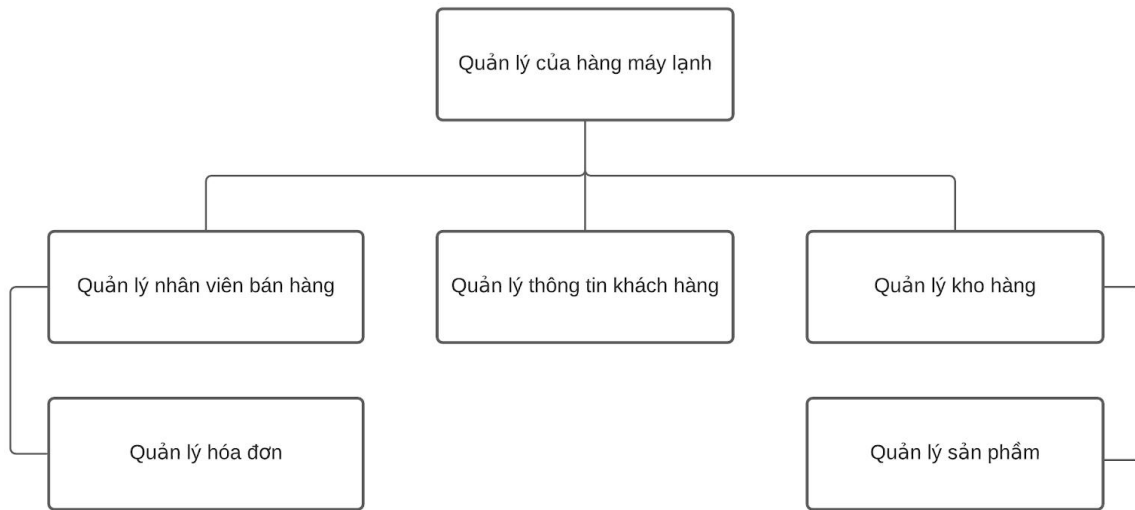 Quản lý của hàng máy lạnh
Quản lý nhân viên bán hàng
Quản lý thông tin khách hàng
Quản lý kho hàng
Quản lý hóa đơn
Quản lý sản phầm